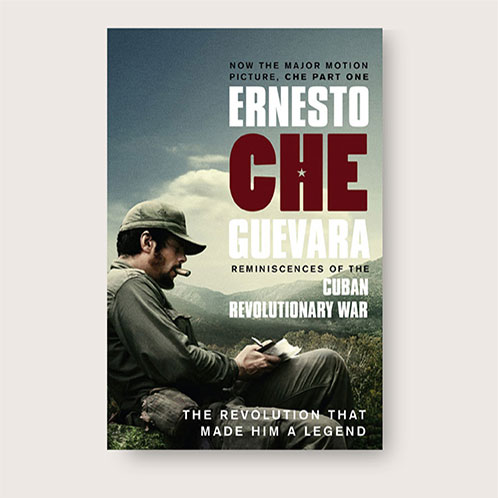 NOW THE MAJOR MOTION
PICTURE, CHE PART ONE
ERNESTO
CHE
GUEVARA
REMINISCENCES OF THE
CUBAN
REVOLUTIONARY WAR
THE REVOLUTION THAT
MADE HIM A LEGEND